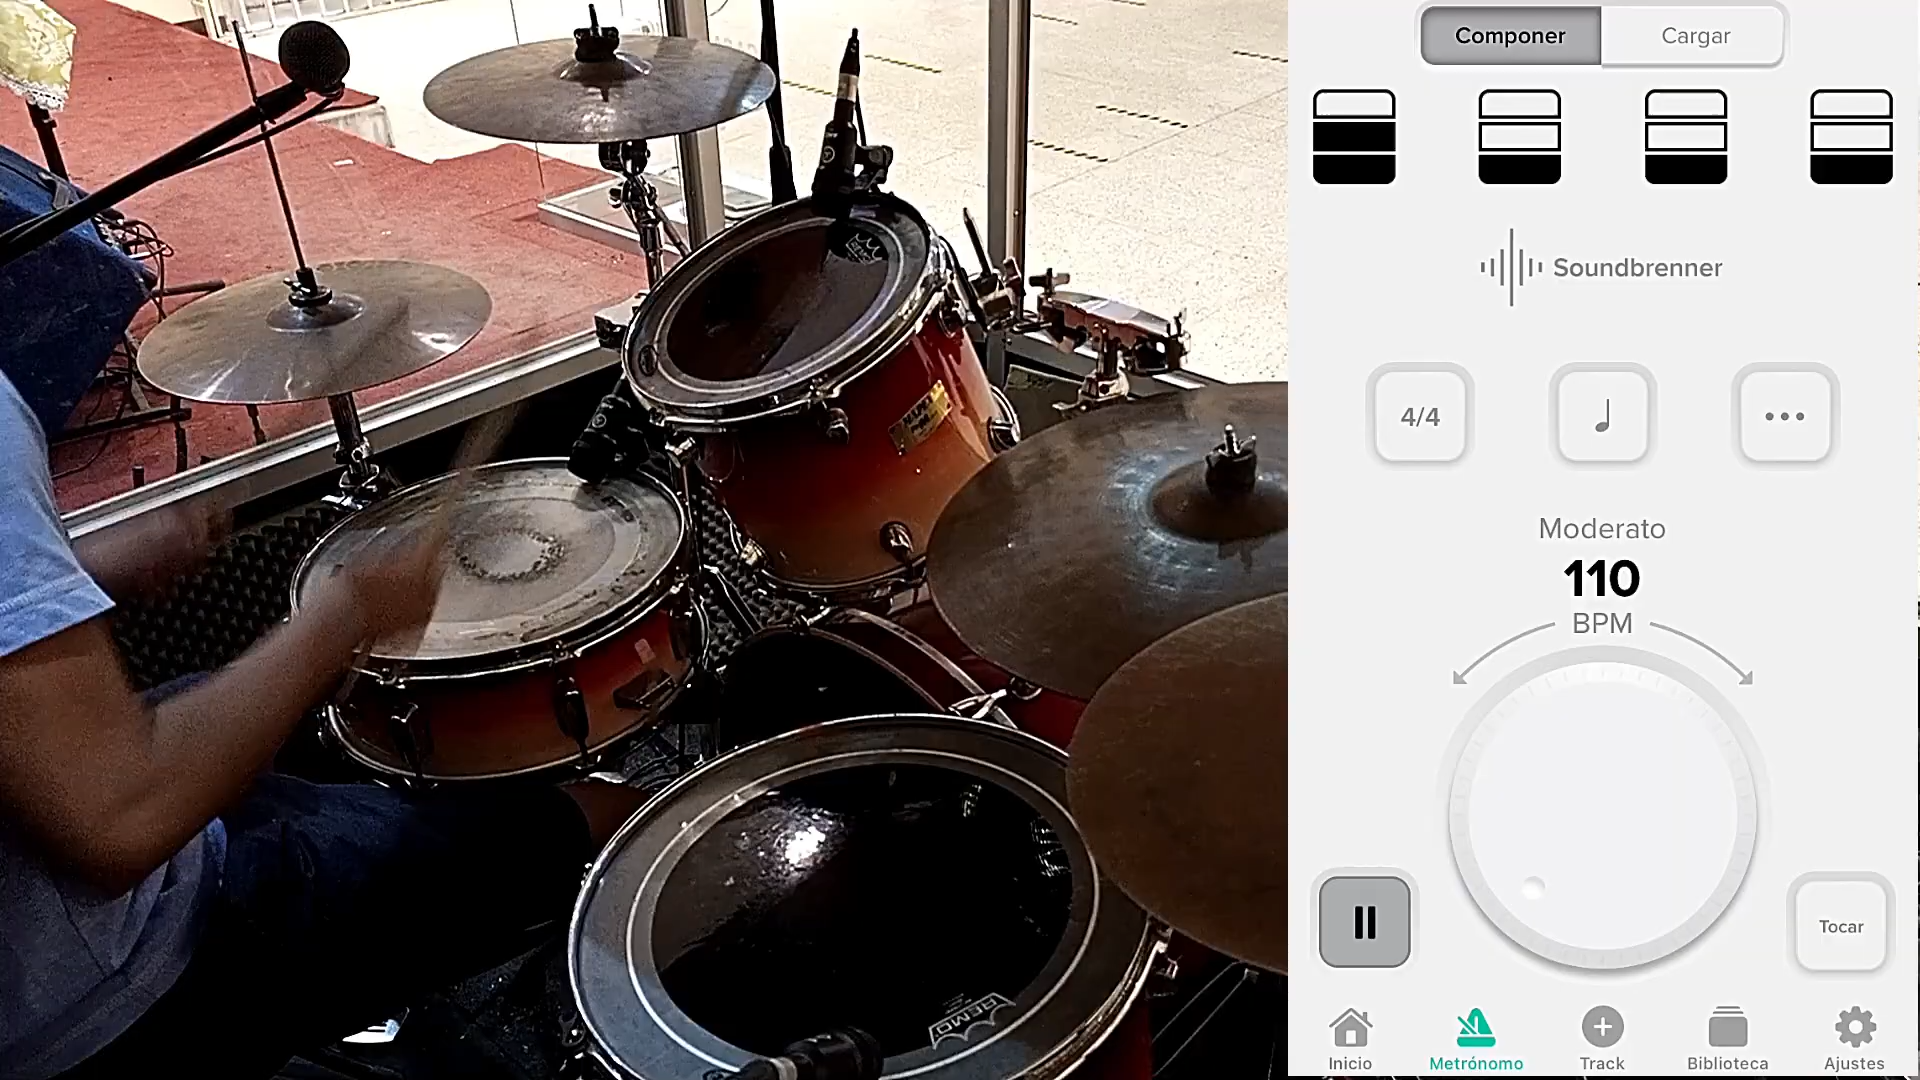 Componer
Cargar
Soundbrenner
4/4
Moderato
110
BPM
Tocar
Inicio
Metrónomo
Track
Biblioteca
Ajustes
REMO